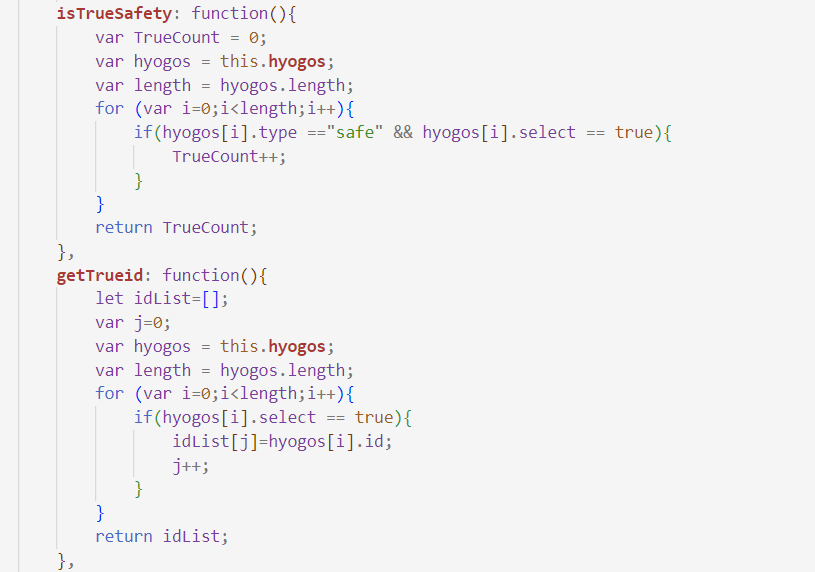 isTrueSafety: function(){
var TrueCount = 0;
var hyogos = this.hyogos;
var length = hyogos.length;
for (var i=0;i<length;i++){
if(hyogos[i].type =="safe" && hyogos[i].select == true){
TrueCount++;
}
}
return TrueCount;
},
getTrueid: function(){
let idList=[];
var j=0;
var hyogos = this.hyogos;
var length = hyogos.length;
for (var i=0;i<length;i++){
if(hyogos[i].select == true){
idList[j]=hyogos[i].id;
j++;
}
}
return idList;
},